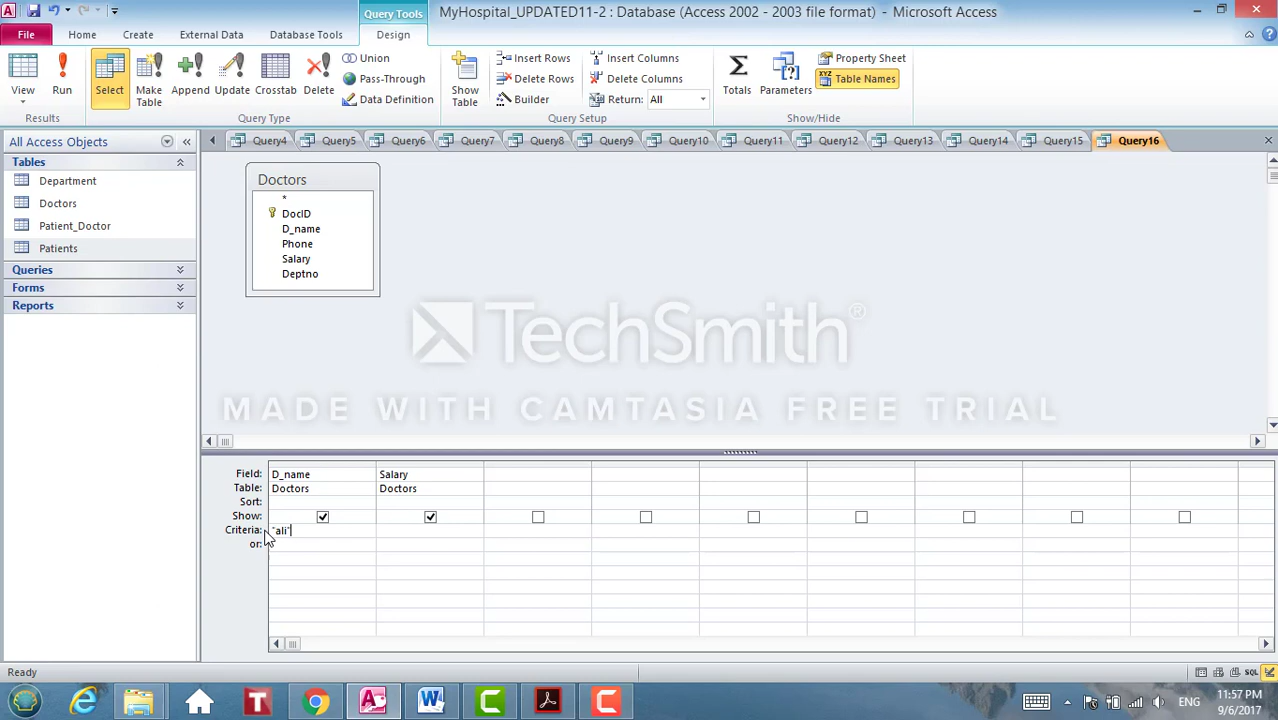 Query Tools
MyHospital_UPDATED11-2 : Database (Access 2002 - 2003 file format) - Microsoft Access
File Home Create External Data Database Tools Design
View Run Select Make Table Append Update Crosstab Delete
Union
Pass-Through
Data Definition
Show Table
Insert Rows
Delete Rows
Builder
Insert Columns
Delete Columns
Return: All
Totals Parameters
Property Sheet
XYZ Table Names
Results Query Type Query Setup Show/Hide
All Access Objects
Query4 Query5 Query6 Query7 Query8 Query9 Query10 Query11 Query12 Query13 Query14 Query15 Query16
Tables
Department
Doctors
Patient_Doctor
Patients
Queries
Forms
Reports
Doctors
*
DocID
D_name
Phone
Salary
Deptno
TechSmith®
MADE WITH CAMTASIA FREE TRIAL
Field: D_name Salary
Table: Doctors Doctors
Sort:
Show:
Criteria: "ali"
or:
Ready
SQL
ENG
11:57 PM
9/6/2017